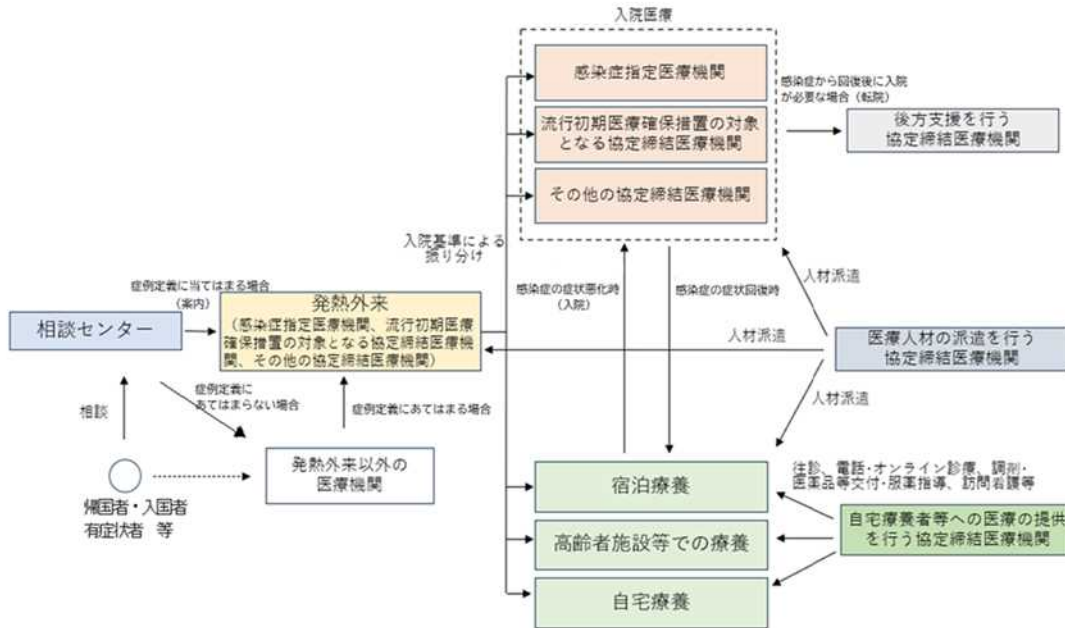 入院医療
感染症指定医療機関
流行初期医療確保措置の対象
となる協定締結医療機関
その他の協定締結医療機関
感染症から回復後に入院
が必要な場合（転院）
後方支援を行う
協定締結医療機関
入院基準による
振り分け
症例定義に当てはまる場合
（案内）
相談センター
発熱外来
（感染症指定医療機関、流行初期医療
確保措置の対象となる協定締結医療機
関、その他の協定締結医療機関）
感染症の症状悪化時
（入院）
感染症の症状回復時
人材派遣
人材派遣
医療人材の派遣を行う
協定締結医療機関
人材派遣
相談
症例定義に
あてはまらない場合
症例定義にあてはまる場合
発熱外来以外の
医療機関
帰国者・入国者
有症状者　等
宿泊療養
高齢者施設等での療養
自宅療養
往診、電話･オンライン診療、調剤・
医薬品等交付･服薬指導、訪問看護等
自宅療養者等への医療の提供
を行う協定締結医療機関